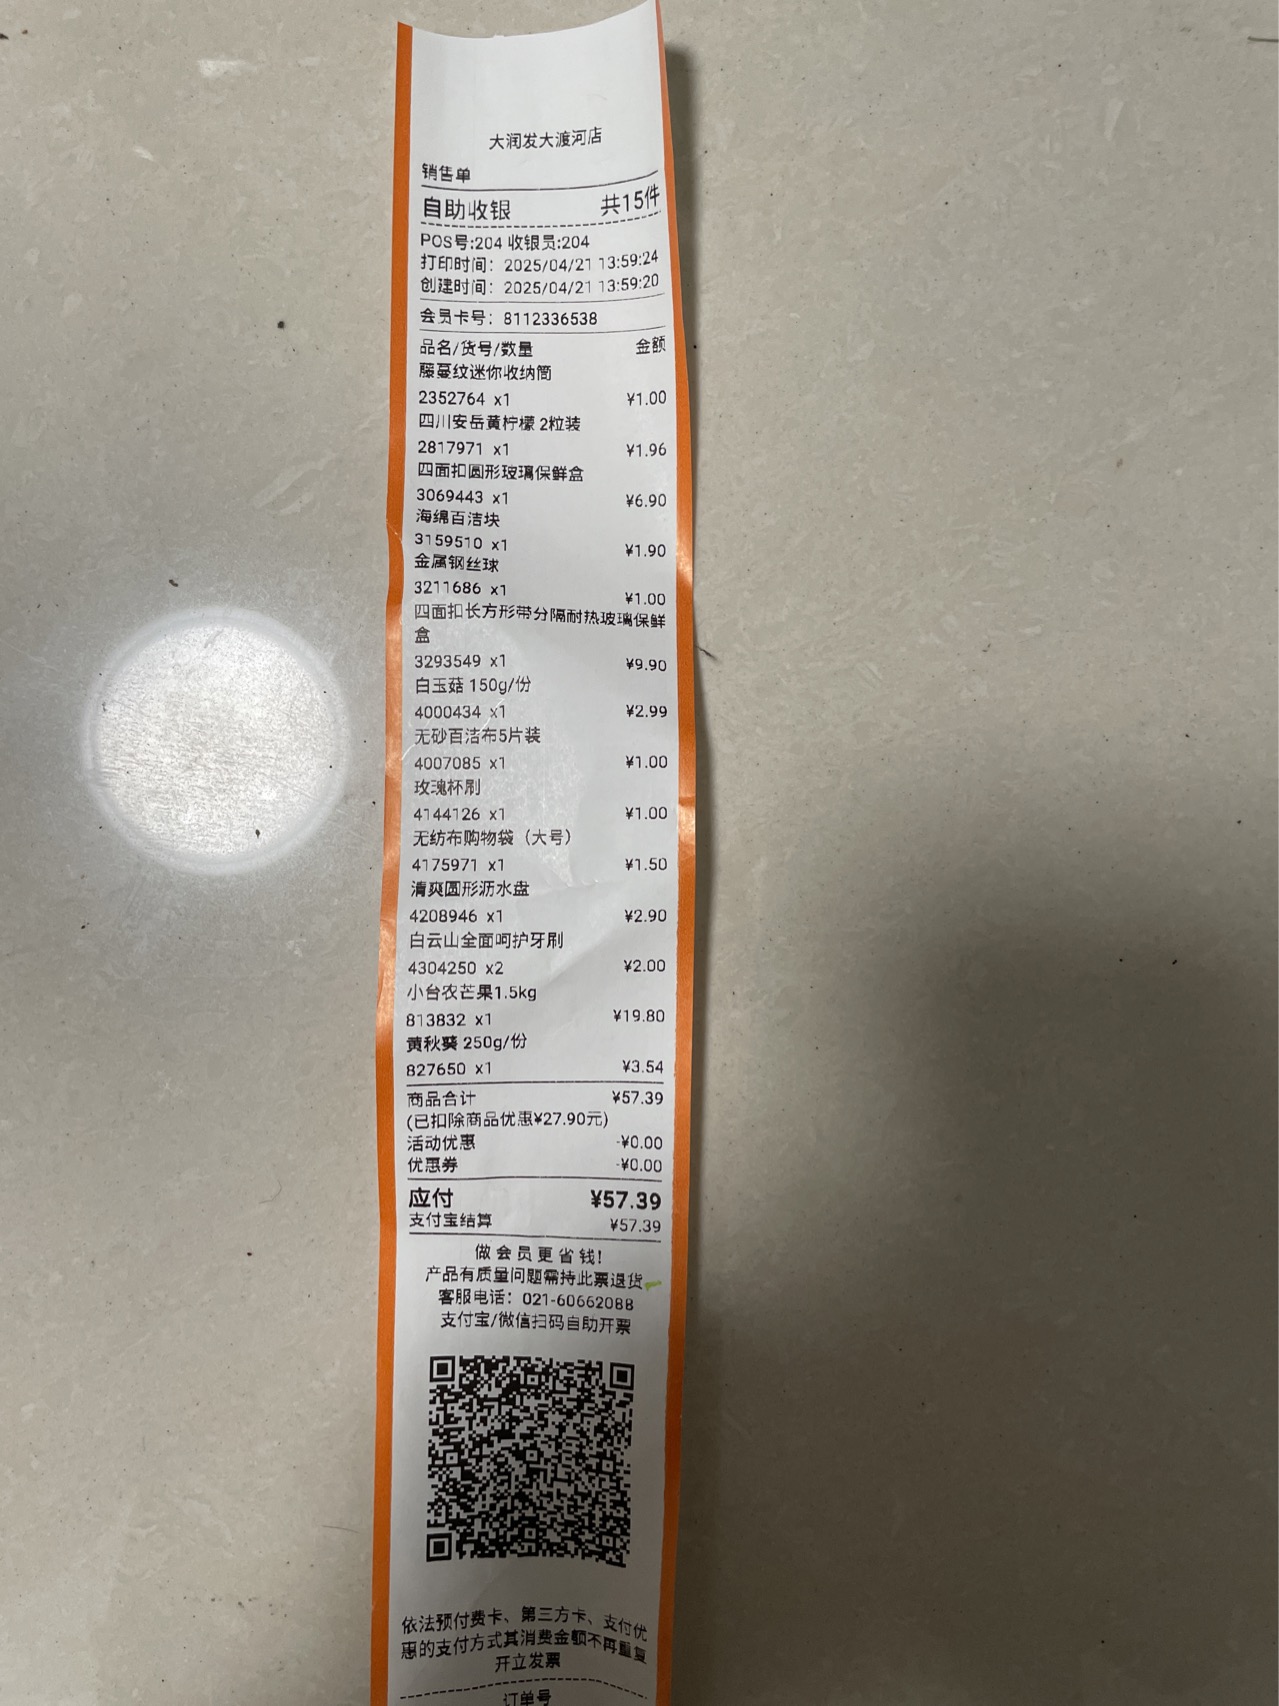 大润发大渡河店
销售单
自助收银 共15件
POS号:204 收银员:204
打印时间：2025/04/21 13:59:24
创建时间：2025/04/21 13:59:20
会员卡号：8112336538
品名/货号/数量 金额
藤蔓纹迷你收纳筒
2352764 x1 ¥1.00
四川安岳黄柠檬 2粒装
2817971 x1 ¥1.96
四面扣圆形玻璃保鲜盒
3069443 x1 ¥6.90
海绵百洁块
3159510 x1 ¥1.90
金属钢丝球
3211686 x1 ¥1.00
四面扣长方形带分隔耐热玻璃保鲜
盒
3293549 x1 ¥9.90
白玉菇 150g/份
4000434 x1 ¥2.99
无砂百洁布5片装
4007085 x1 ¥1.00
玫瑰杯刷
4144126 x1 ¥1.00
无纺布购物袋（大号）
4175971 x1 ¥1.50
清爽圆形沥水盘
4208946 x1 ¥2.90
白云山全面呵护牙刷
4304250 x2 ¥2.00
小台农芒果1.5kg
813832 x1 ¥19.80
黄秋葵 250g/份
827650 x1 ¥3.54
商品合计 ¥57.39
(已扣除商品优惠¥27.90元)
活动优惠 -¥0.00
优惠券 -¥0.00
应付 ¥57.39
支付宝结算 ¥57.39
做会员更省钱!
产品有质量问题需持此票退货
客服电话：021-60662088
支付宝/微信扫码自助开票
依法预付费卡、第三方卡、支付优
惠的支付方式其消费金额不再重复
开立发票
订单号